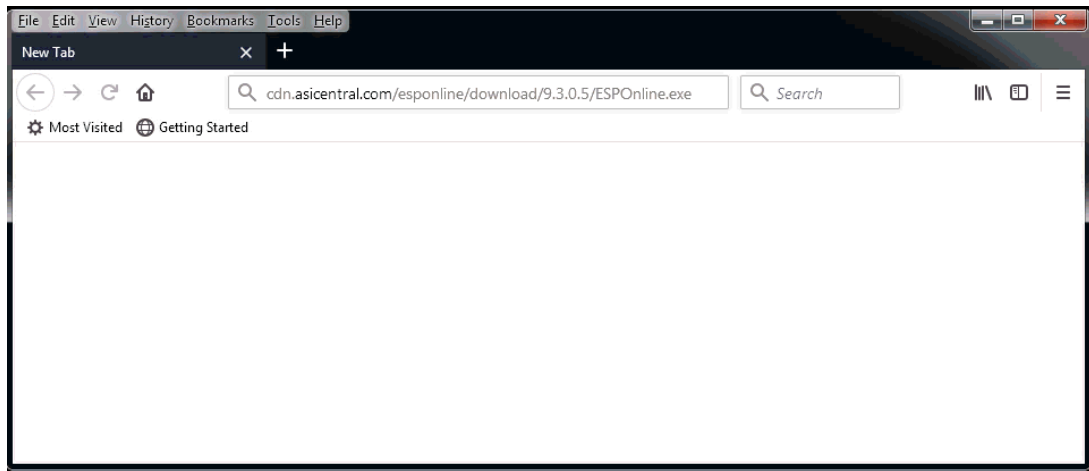 File Edit View History Bookmarks Tools Help
New Tab
cdn.asicentral.com/esponline/download/9.3.0.5/ESPOnline.exe Search
Most Visited Getting Started